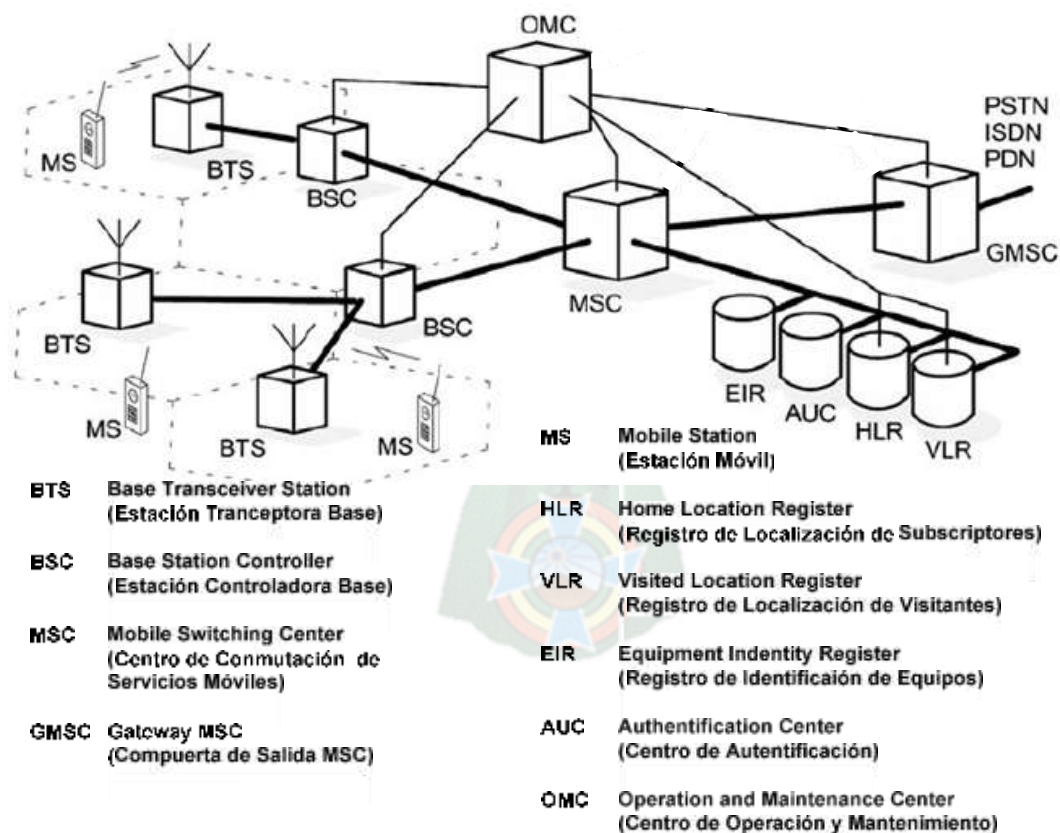 OMC
PSTN
ISDN
PDN
MS
BTS
BSC
GMSC
MSC
BTS
BSC
EIR
AUC
HLR
VLR
MS
BTS
MS
BTS Base Transceiver Station
(Estación Tranceptora Base)
BSC Base Station Controller
(Estación Controladora Base)
MSC Mobile Switching Center
(Centro de Conmutación de
Servicios Móviles)
GMSC Gateway MSC
(Compuerta de Salida MSC)
MS Mobile Station
(Estación Móvil)
HLR Home Location Register
(Registro de Localización de Subscriptores)
VLR Visited Location Register
(Registro de Localización de Visitantes)
EIR Equipment Indentity Register
(Registro de Identificaión de Equipos)
AUC Authentification Center
(Centro de Autentificación)
OMC Operation and Maintenance Center
(Centro de Operación y Mantenimiento)